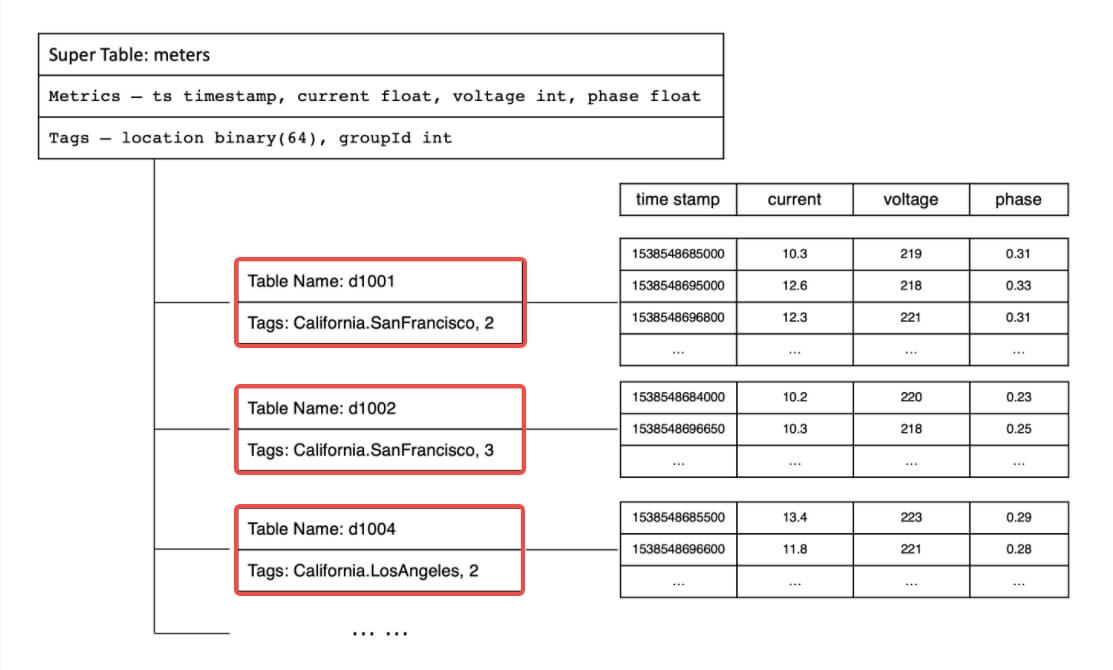 Super Table: meters
Metrics — ts timestamp, current float, voltage int, phase float
Tags — location binary(64), groupId int
time stamp current voltage phase
Table Name: d1001
Tags: California.SanFrancisco, 2
1538548685000 10.3 219 0.31
1538548695000 12.6 218 0.33
1538548696800 12.3 221 0.31
... ... ... ...
Table Name: d1002
Tags: California.SanFrancisco, 3
1538548684000 10.2 220 0.23
1538548696650 10.3 218 0.25
... ... ... ...
Table Name: d1004
Tags: California.LosAngeles, 2
1538548685500 13.4 223 0.29
1538548696600 11.8 221 0.28
... ... ... ...
... ...